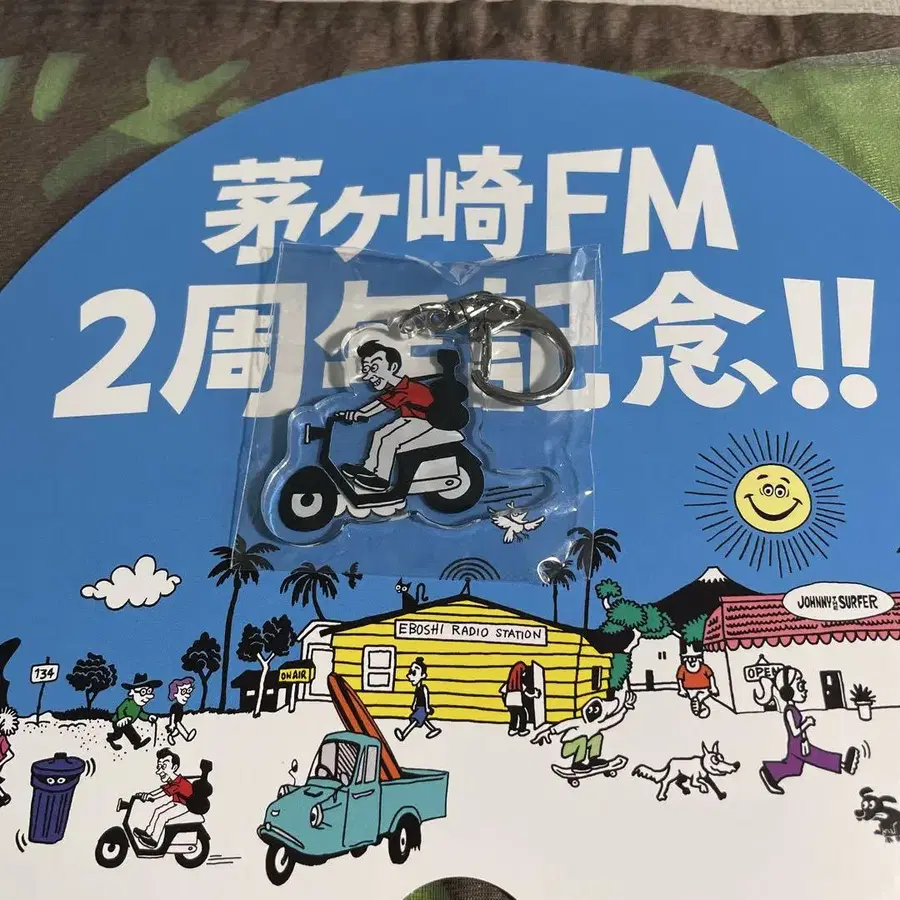 茅ヶ崎FM
2周年記念!!
EBOSHI RADIO STATION
JOHNNY THE SURFER
134
ON AIR
OPEN